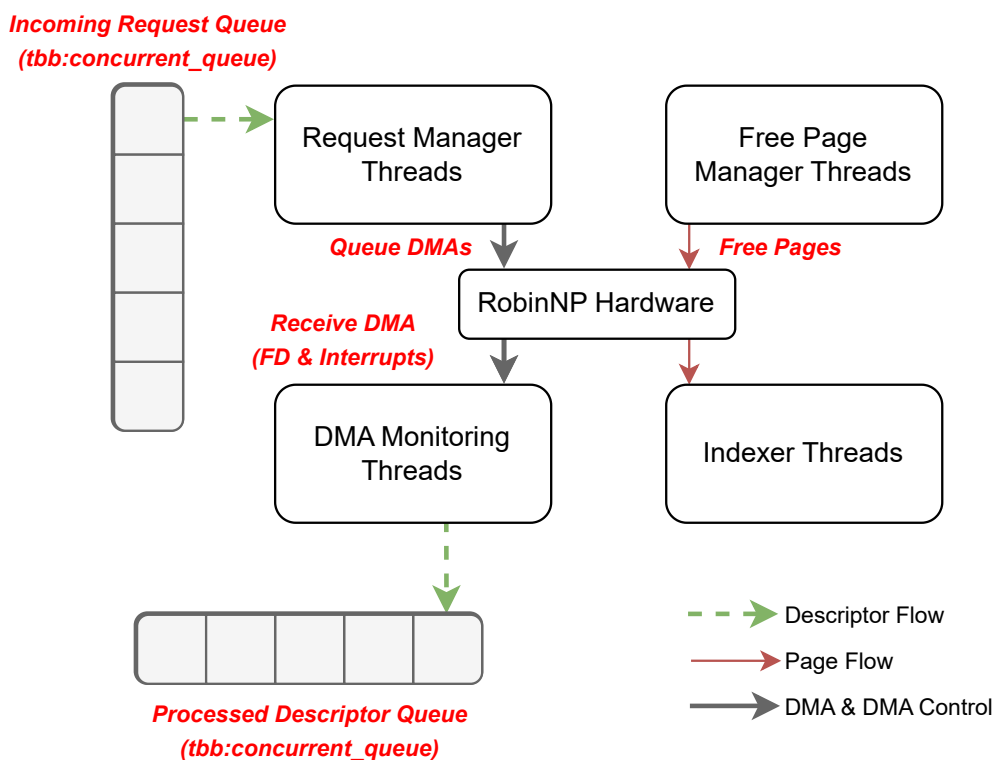 Incoming Request Queue
(tbb:concurrent_queue)
Request Manager
Threads
Free Page
Manager Threads
Queue DMAs
Free Pages
RobinNP Hardware
Receive DMA
(FD & Interrupts)
DMA Monitoring
Threads
Indexer Threads
Descriptor Flow
Page Flow
DMA & DMA Control
Processed Descriptor Queue
(tbb:concurrent_queue)